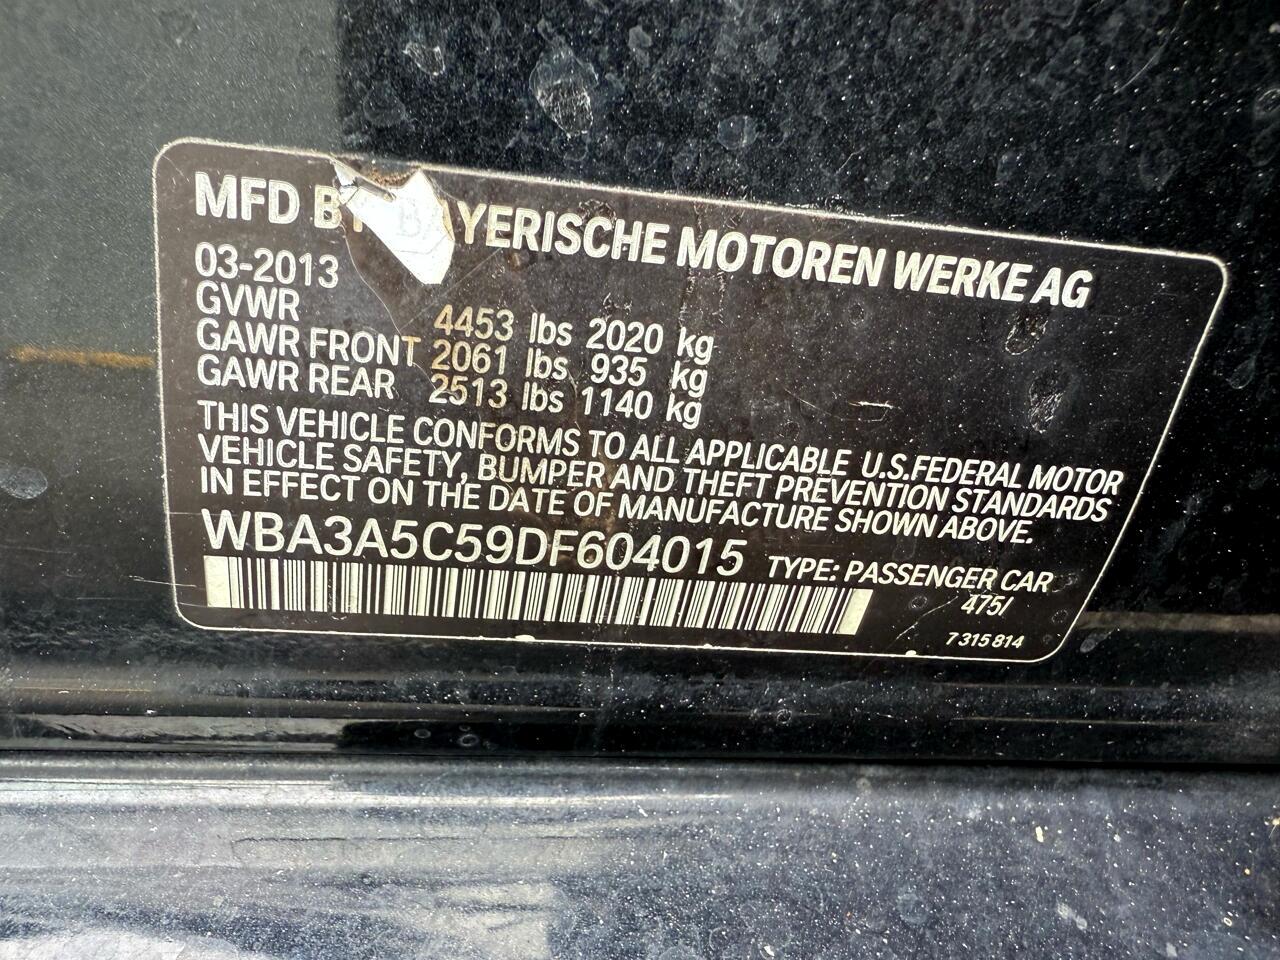 MFD BY BAYERISCHE MOTOREN WERKE AG
03-2013
GVWR 4453 lbs 2020 kg
GAWR FRONT 2061 lbs 935 kg
GAWR REAR 2513 lbs 1140 kg
THIS VEHICLE CONFORMS TO ALL APPLICABLE U.S.FEDERAL MOTOR
VEHICLE SAFETY, BUMPER AND THEFT PREVENTION STANDARDS
IN EFFECT ON THE DATE OF MANUFACTURE SHOWN ABOVE.
WBA3A5C59DF604015 TYPE: PASSENGER CAR
475/
7 315 814